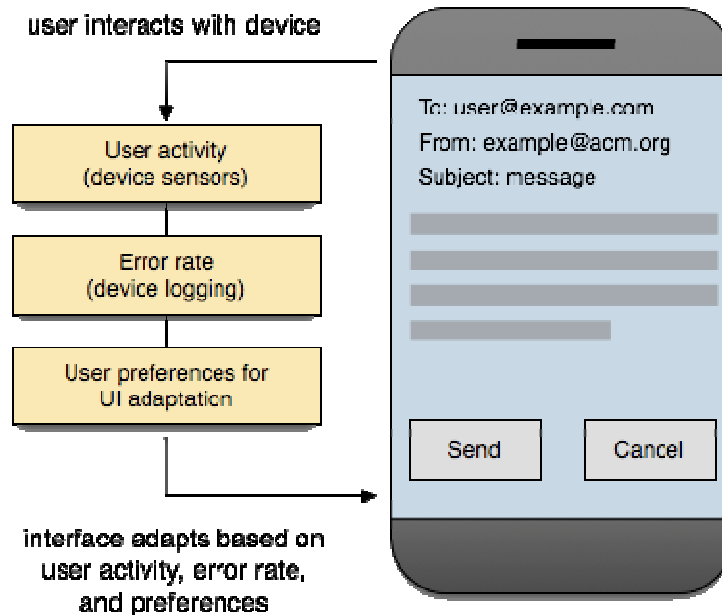 user interacts with device
User activity
(device sensors)
Error rate
(device logging)
User preferences for
UI adaptation
interface adapts based on
user activity, error rate,
and preferences
To: user@example.com
From: example@acm.org
Subject: message
Send
Cancel